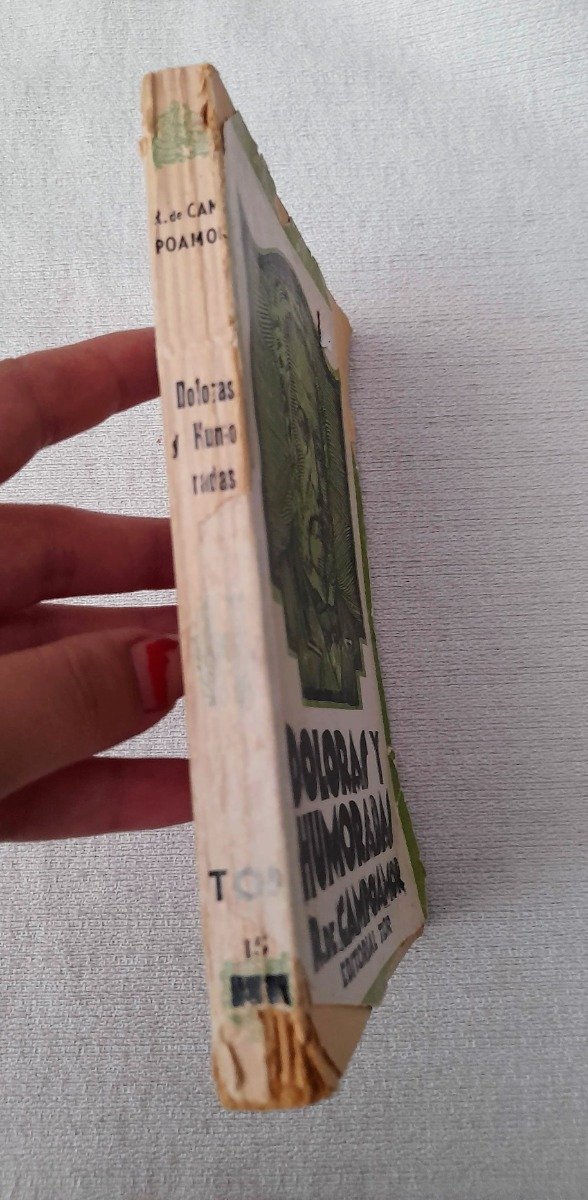 R. de CAM
POAMOR
Doloras
y Humo
radas
TOR
15
DOLORAS Y
HUMORADAS
R. DE CAMPOAMOR
EDITORIAL TOR